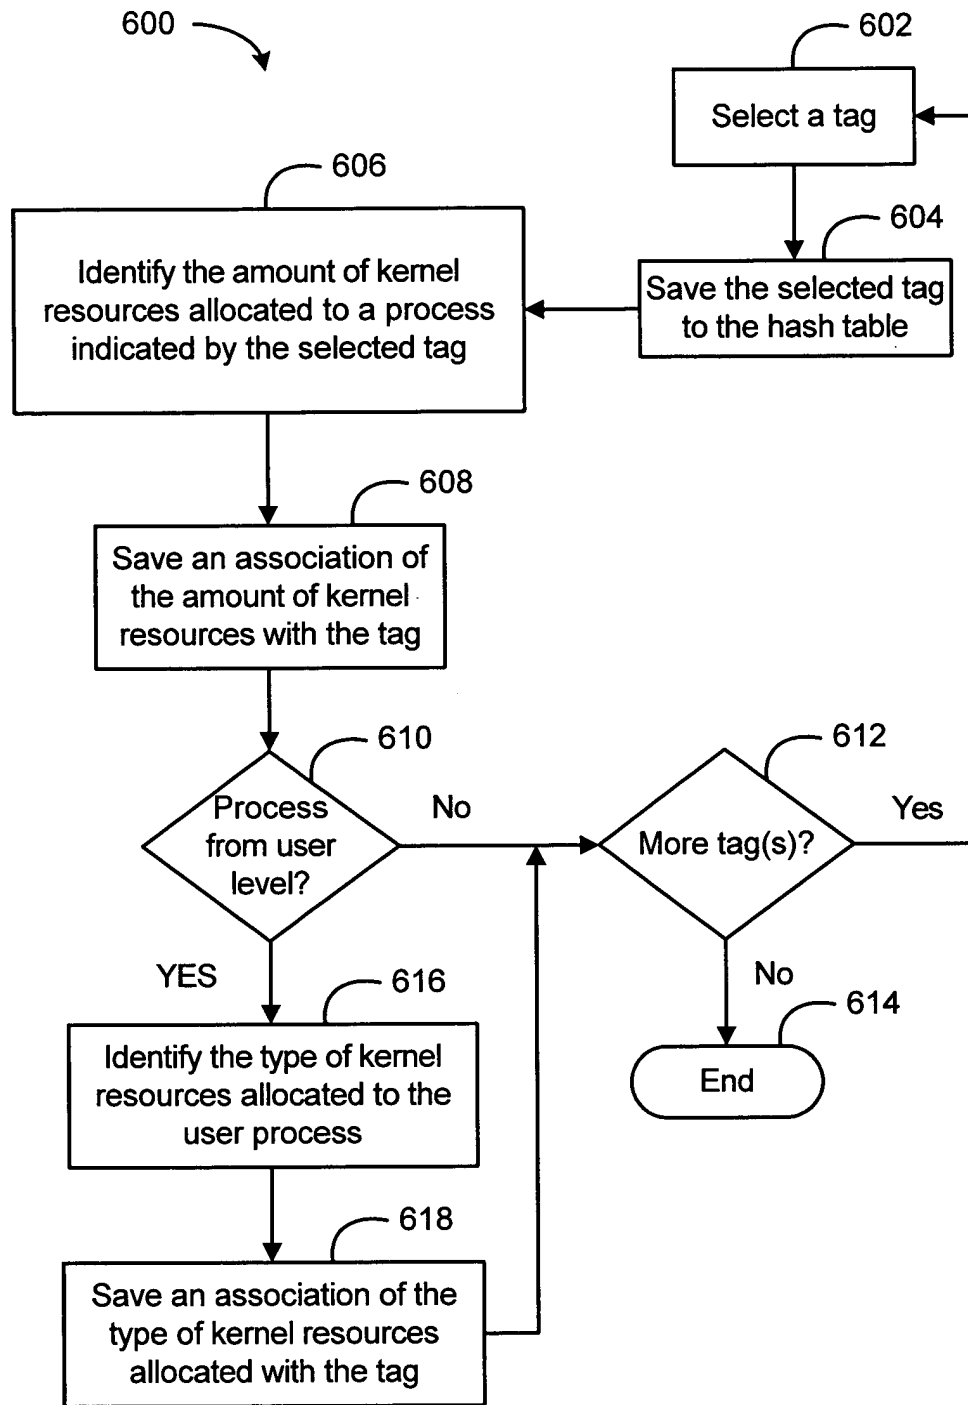 600
602
Select a tag
604
Save the selected tag
to the hash table
606
Identify the amount of kernel
resources allocated to a process
indicated by the selected tag
608
Save an association of
the amount of kernel
resources with the tag
610
Process
from user
level?
No
612
More tag(s)?
Yes
No
614
End
YES
616
Identify the type of kernel
resources allocated to the
user process
618
Save an association of the
type of kernel resources
allocated with the tag